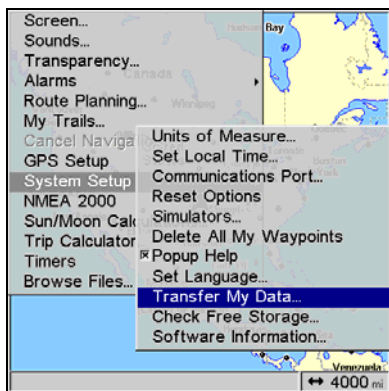 Screen...
Sounds...
Transparency...
Alarms
Route Planning...
My Trails...
Cancel Naviga
GPS Setup
System Setup
NMEA 2000
Sun/Moon Calc
Trip Calculator
Timers
Browse Files...
Units of Measure...
Set Local Time...
Communications Port...
Reset Options
Simulators...
Delete All My Waypoints
Popup Help
Set Language...
Transfer My Data...
Check Free Storage...
Software Information...
Hudson
Bay
Canada
Winnipeg
Boston
York
Venezuela
↔ 4000 mi